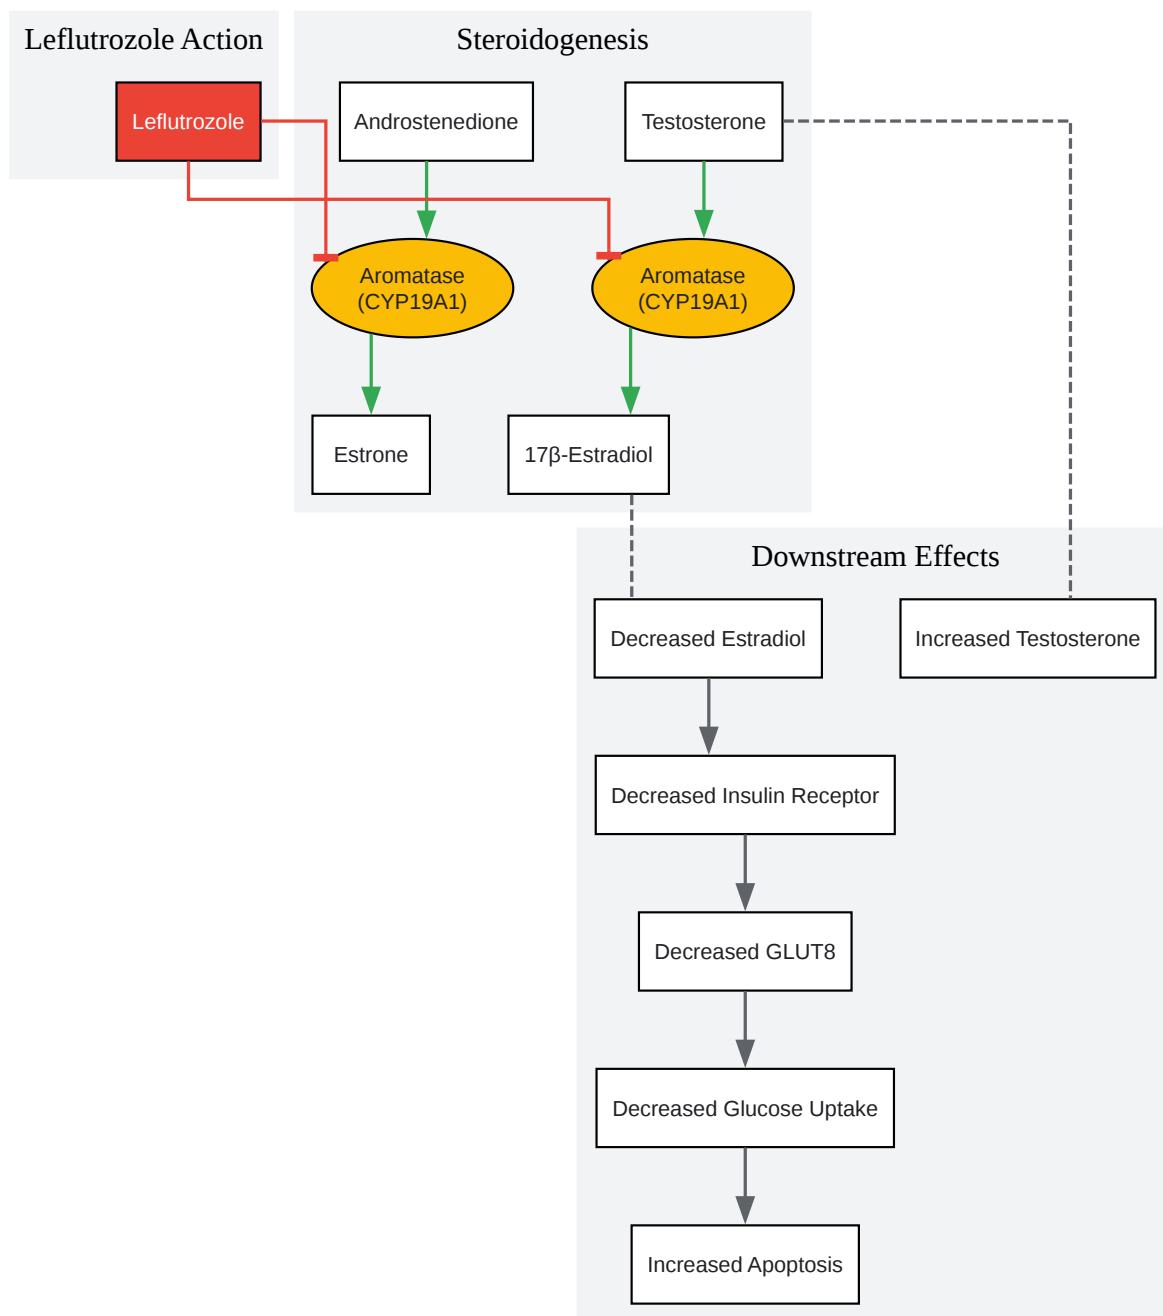 Leflutrozole Action
Steroidogenesis
Leflutrozole
Androstenedione
Testosterone
Aromatase
(CYP19A1)
Aromatase
(CYP19A1)
Estrone
17β-Estradiol
Downstream Effects
Decreased Estradiol
Increased Testosterone
Decreased Insulin Receptor
Decreased GLUT8
Decreased Glucose Uptake
Increased Apoptosis